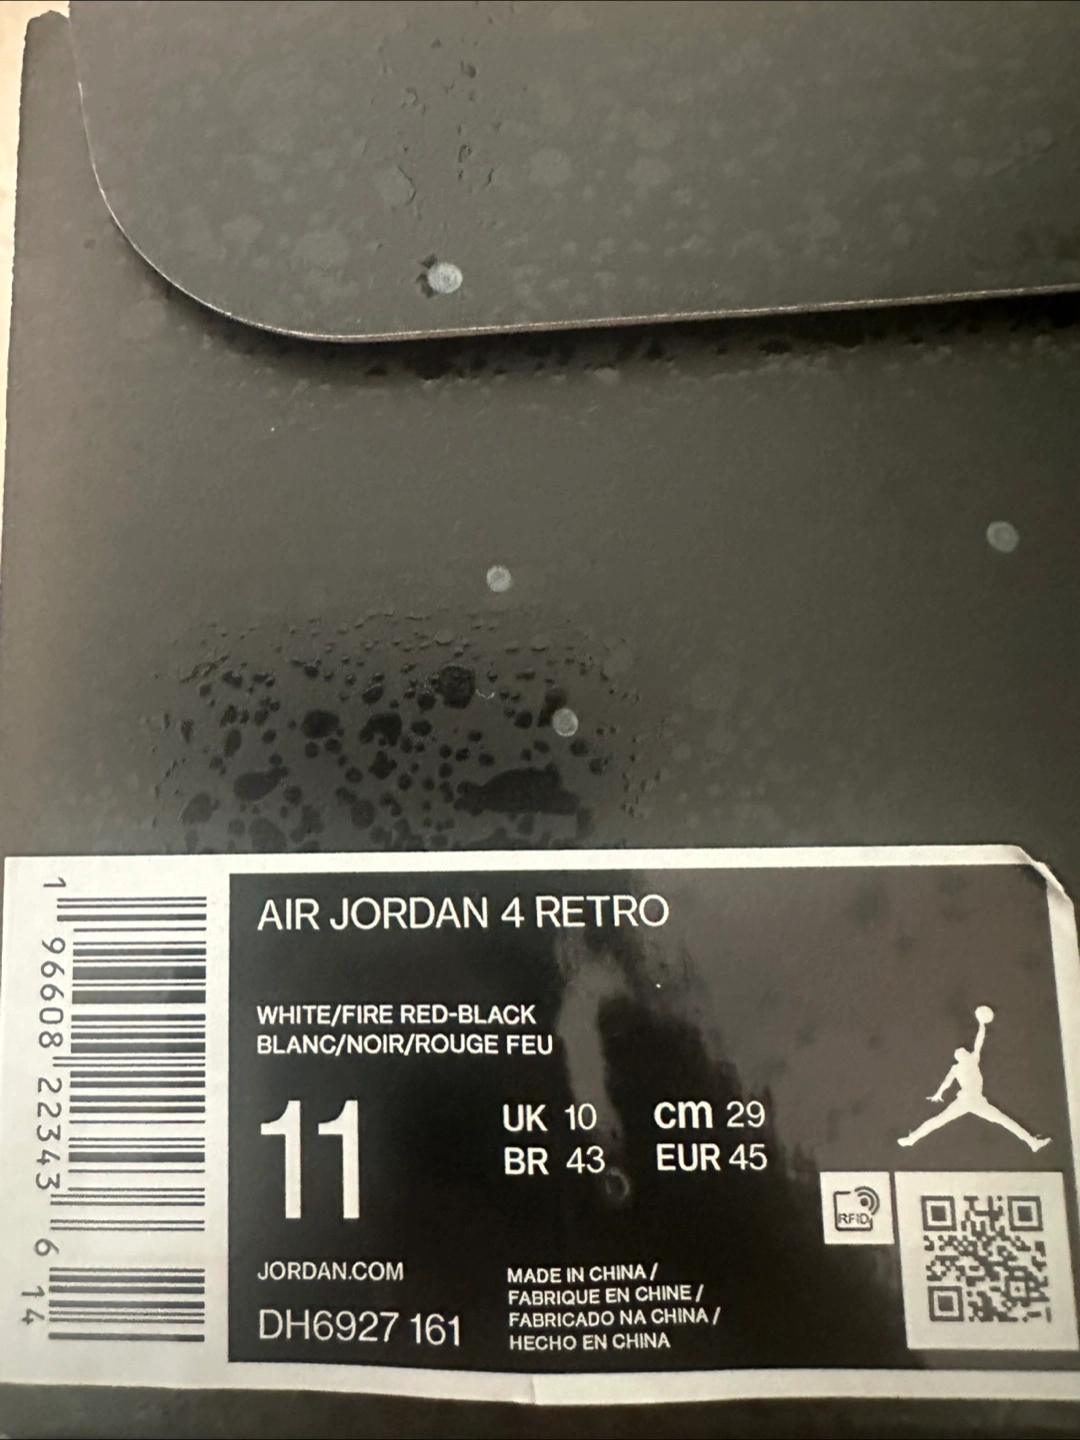 AIR JORDAN 4 RETRO
WHITE/FIRE RED-BLACK
BLANC/NOIR/ROUGE FEU
11
UK 10
cm 29
BR 43
EUR 45
RFID
JORDAN.COM
DH6927 161
MADE IN CHINA /
FABRIQUE EN CHINE /
FABRICADO NA CHINA /
HECHO EN CHINA
1 96608 22343 6 14